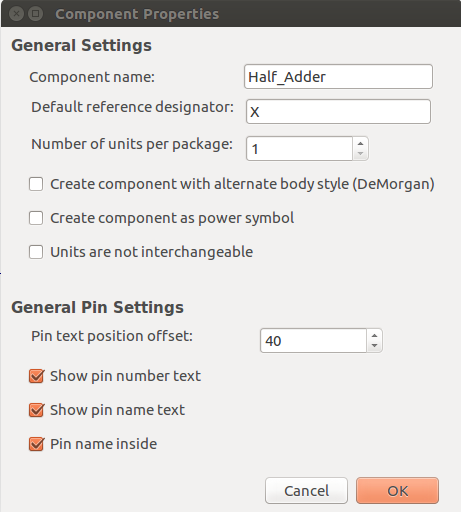 Component Properties
General Settings
Component name: Half_Adder
Default reference designator: X
Number of units per package: 1
Create component with alternate body style (DeMorgan)
Create component as power symbol
Units are not interchangeable
General Pin Settings
Pin text position offset: 40
Show pin number text
Show pin name text
Pin name inside
Cancel OK